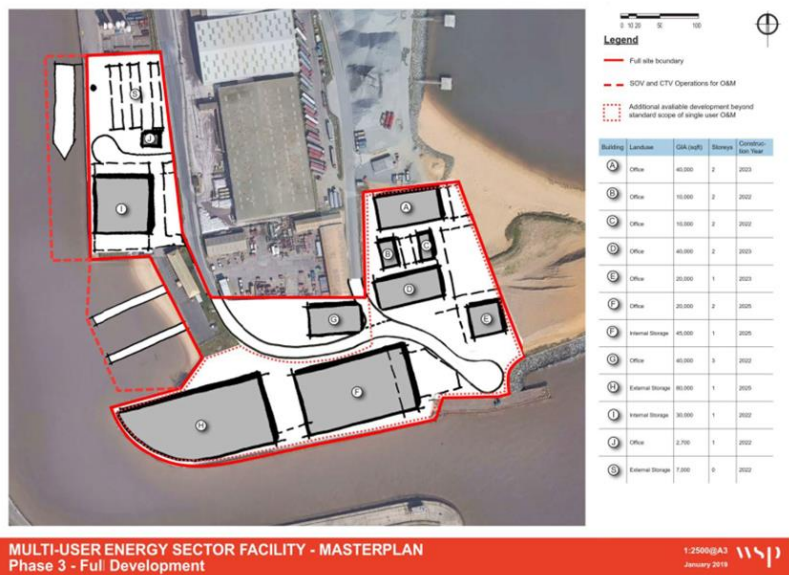 0 10 20 50 100
Legend
Full site boundary
SOV and CTV Operations for O&M
Additional available development beyond
standard scope of single user O&M
Building Landuse GIA (sqft) Storeys Construc-
tion Year
A Office 40,000 2 2023
B Office 10,000 2 2022
C Office 10,000 2 2022
D Office 40,000 2 2023
E Office 20,000 1 2023
F Office 20,000 2 2025
F Internal Storage 45,000 1 2025
G Office 40,000 3 2022
H External Storage 80,000 1 2025
I Internal Storage 30,000 1 2022
J Office 2,700 1 2022
S External Storage 7,000 0 2022
S
J
I
A
B
C
D
E
G
F
H
MULTI-USER ENERGY SECTOR FACILITY - MASTERPLAN
Phase 3 - Full Development
1:2500@A3
January 2019
wsp